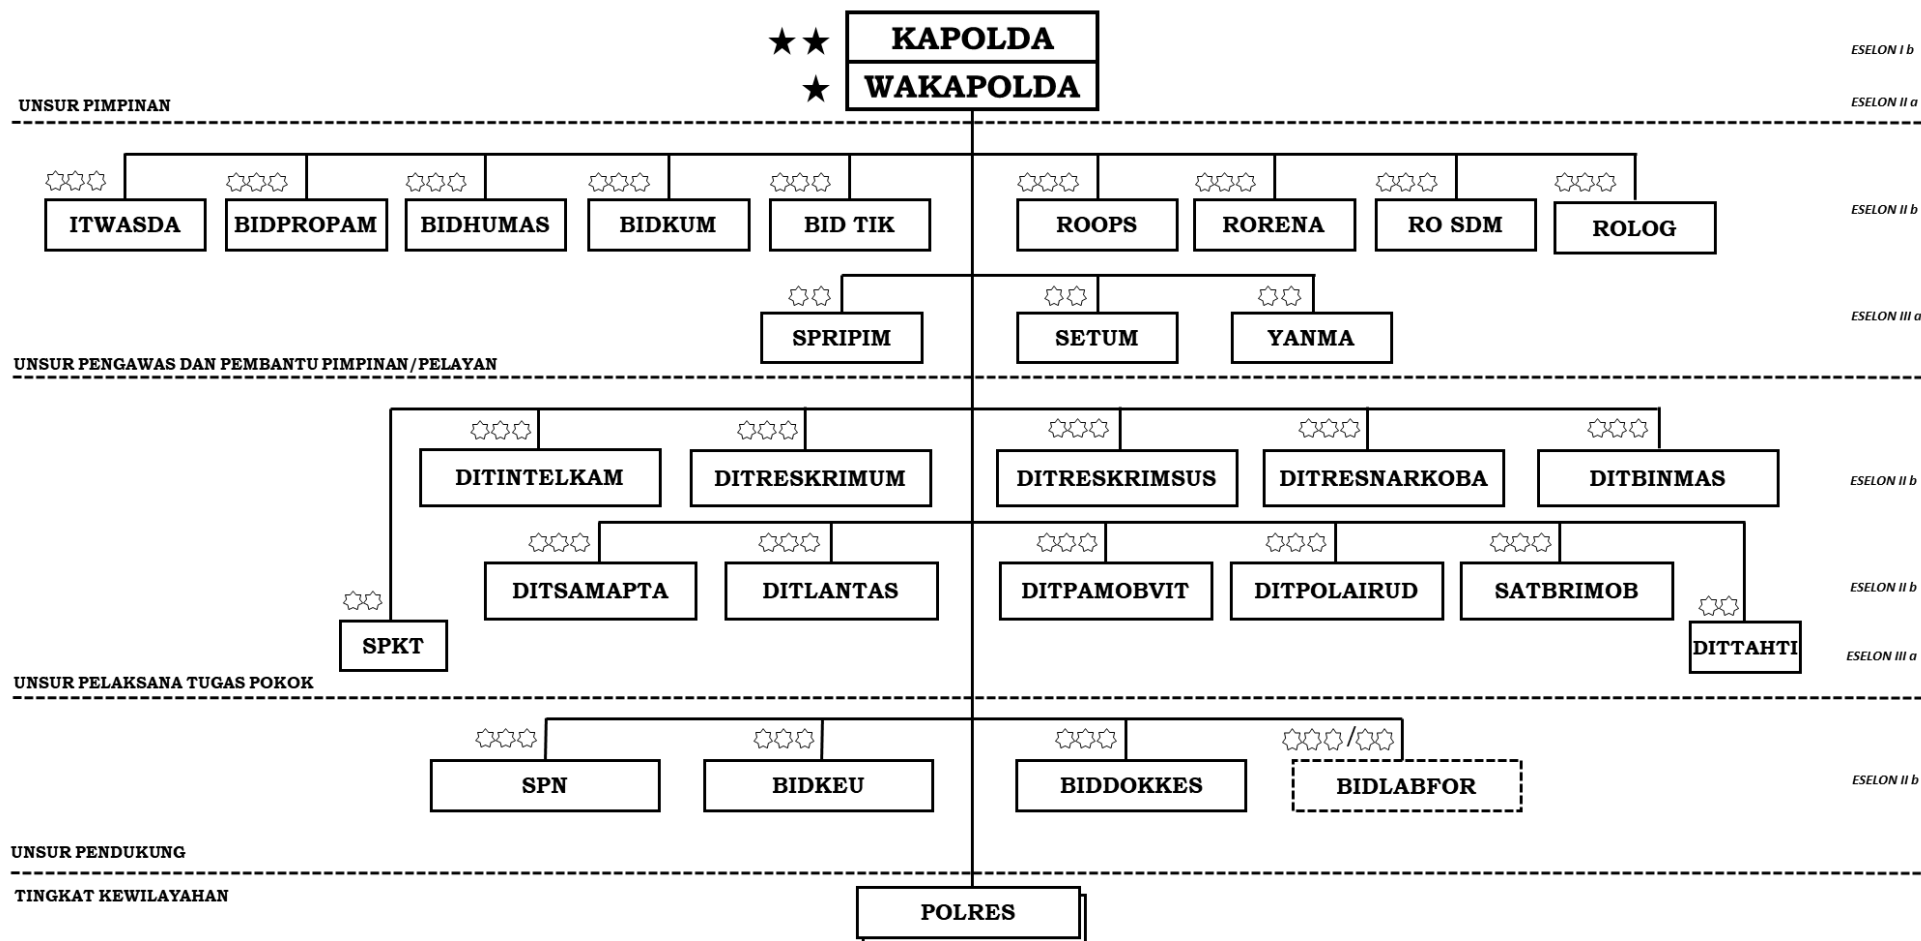 KAPOLDA
ESELON I b
WAKAPOLDA
UNSUR PIMPINAN
ESELON II a
ITWASDA
BIDPROPAM
BIDHUMAS
BIDKUM
BID TIK
ROOPS
RORENA
RO SDM
ROLOG
ESELON II b
SPRIPIM
SETUM
YANMA
ESELON III a
UNSUR PENGAWAS DAN PEMBANTU PIMPINAN/PELAYAN
DITINTELKAM
DITRESKRIMUM
DITRESKRIMSUS
DITRESNARKOBA
DITBINMAS
ESELON II b
DITSAMAPTA
DITLANTAS
DITPAMOBVIT
DITPOLAIRUD
SATBRIMOB
ESELON II b
SPKT
DITTAHTI
ESELON III a
UNSUR PELAKSANA TUGAS POKOK
/
SPN
BIDKEU
BIDDOKKES
BIDLABFOR
ESELON II b
UNSUR PENDUKUNG
TINGKAT KEWILAYAHAN
POLRES